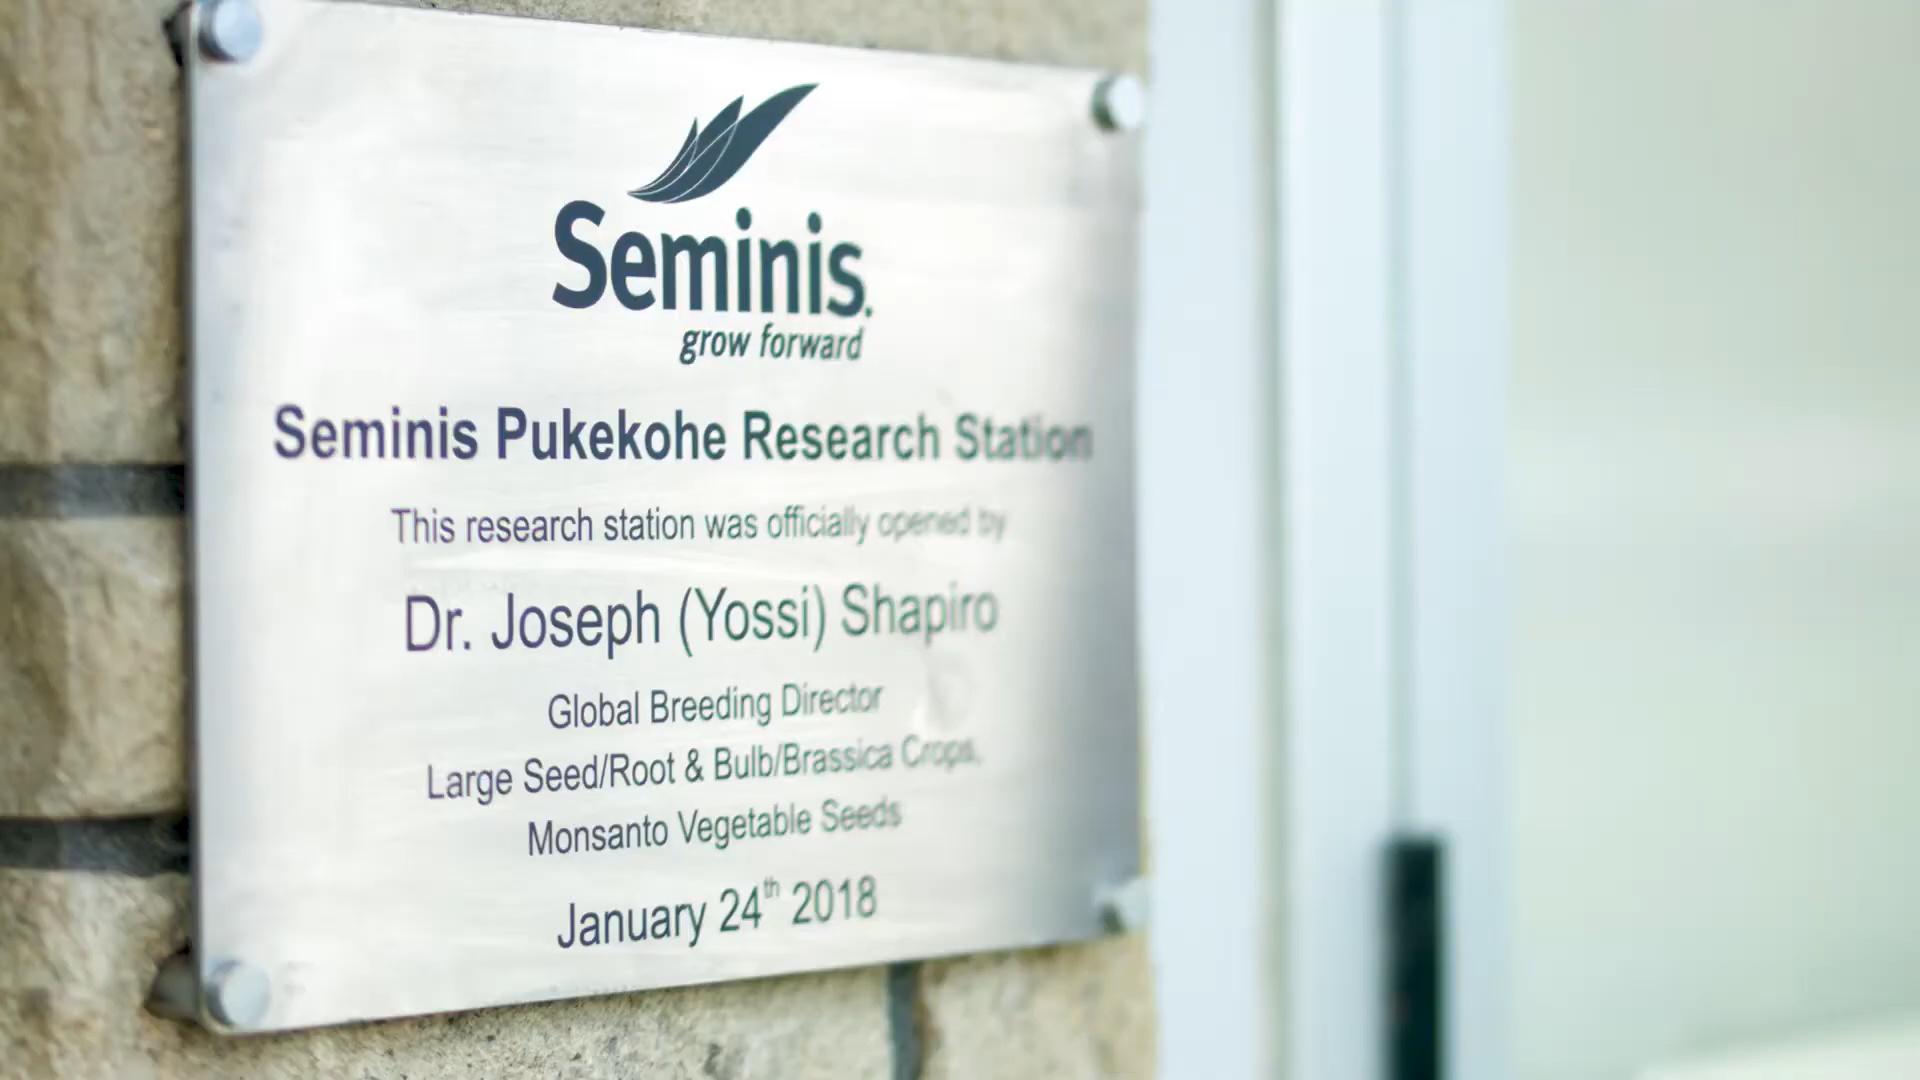 Seminis.
grow forward
Seminis Pukekohe Research Station
This research station was officially opened by
Dr. Joseph (Yossi) Shapiro
Global Breeding Director
Large Seed/Root & Bulb/Brassica Crops,
Monsanto Vegetable Seeds
January 24th 2018